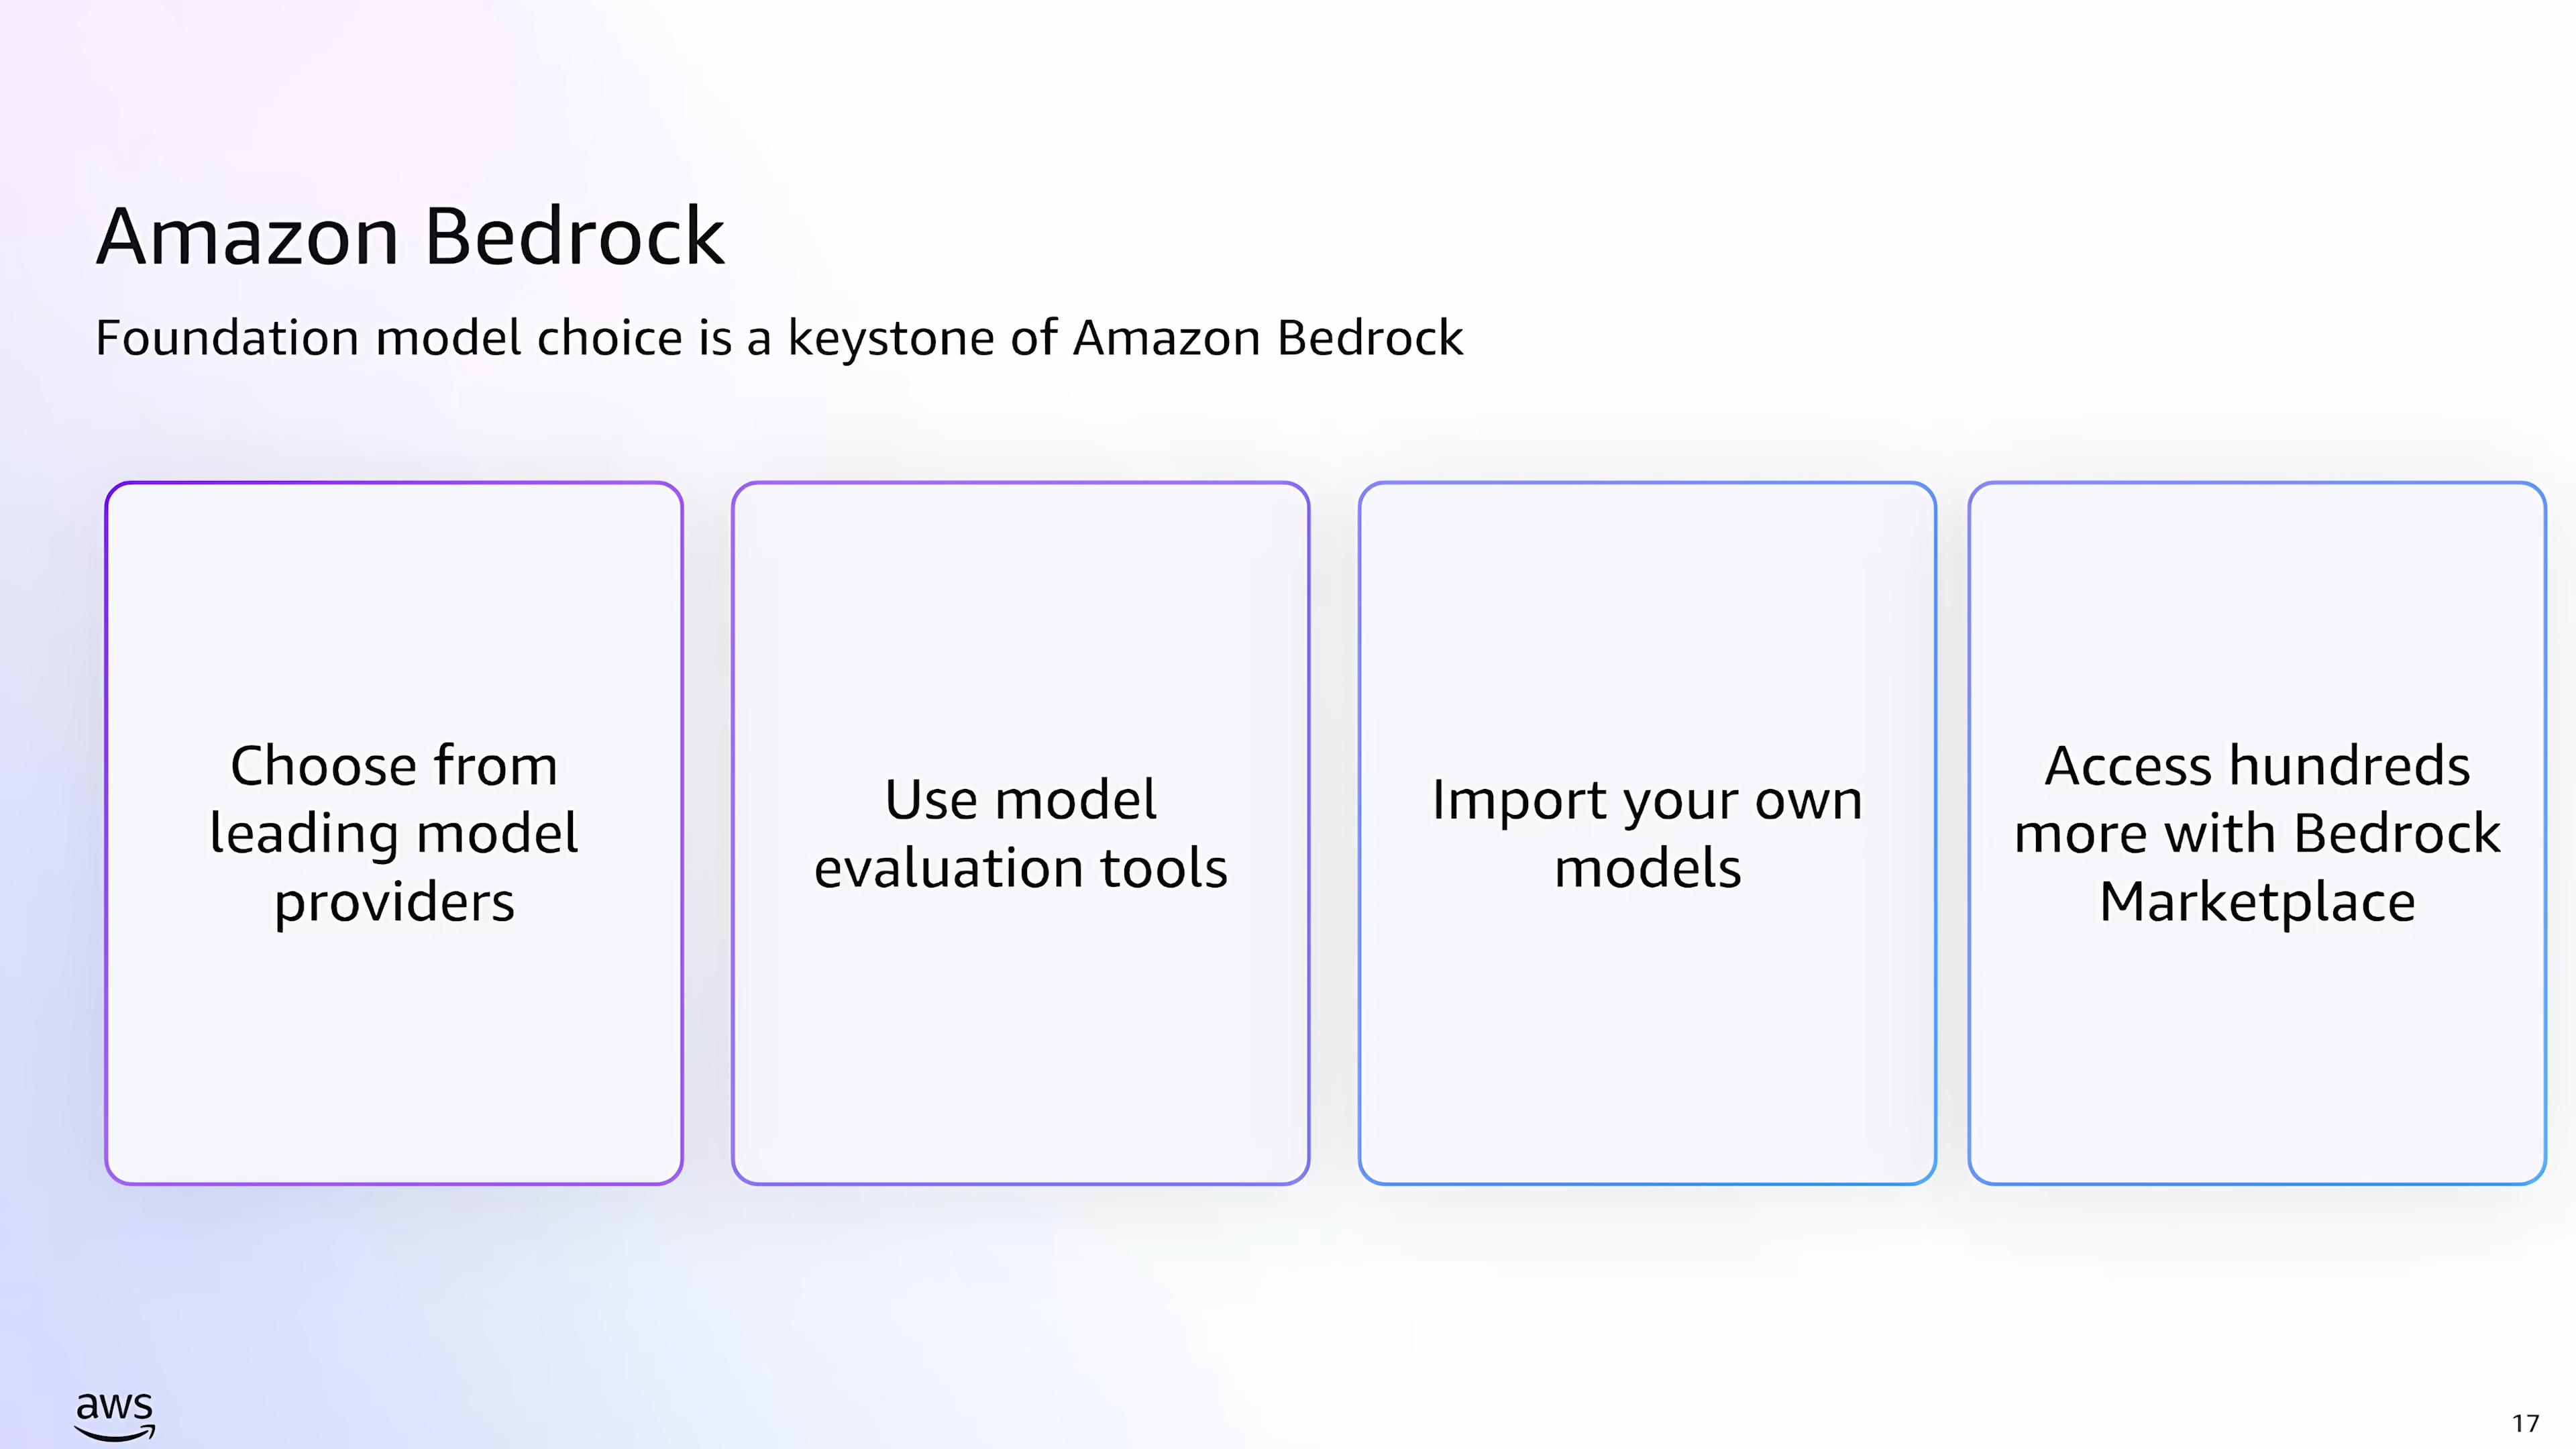 Amazon Bedrock
Foundation model choice is a keystone of Amazon Bedrock
Choose from
leading model
providers
Use model
evaluation tools
Import your own
models
Access hundreds
more with Bedrock
Marketplace
aws
17